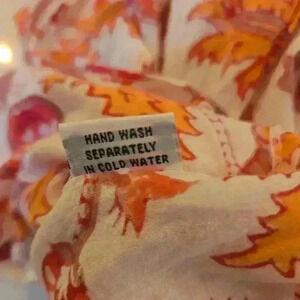 HAND WASH
SEPARATELY
IN COLD WATER